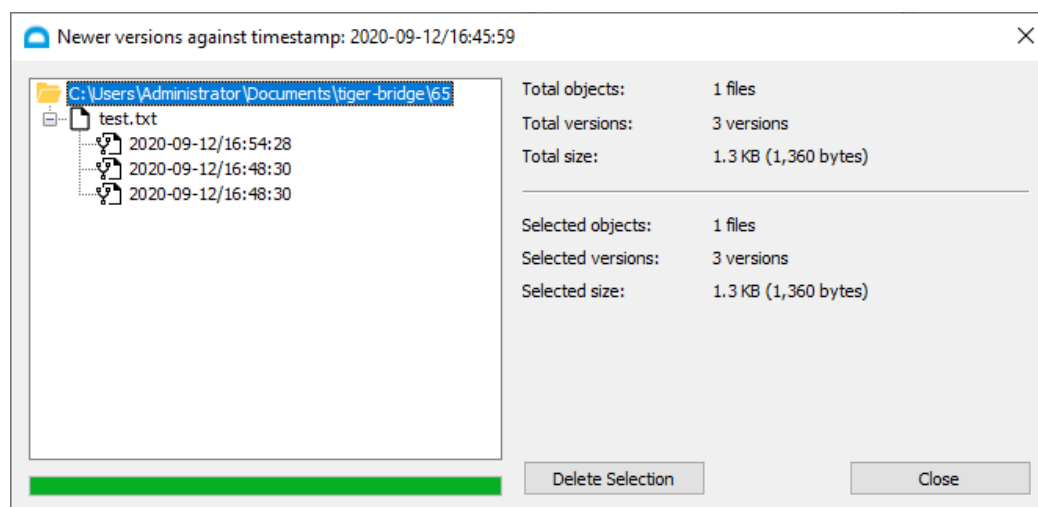 Newer versions against timestamp: 2020-09-12/16:45:59
C:\Users\Administrator\Documents\tiger-bridge\65
test.txt
2020-09-12/16:54:28
2020-09-12/16:48:30
2020-09-12/16:48:30
Total objects: 1 files
Total versions: 3 versions
Total size: 1.3 KB (1,360 bytes)
Selected objects: 1 files
Selected versions: 3 versions
Selected size: 1.3 KB (1,360 bytes)
Delete Selection Close